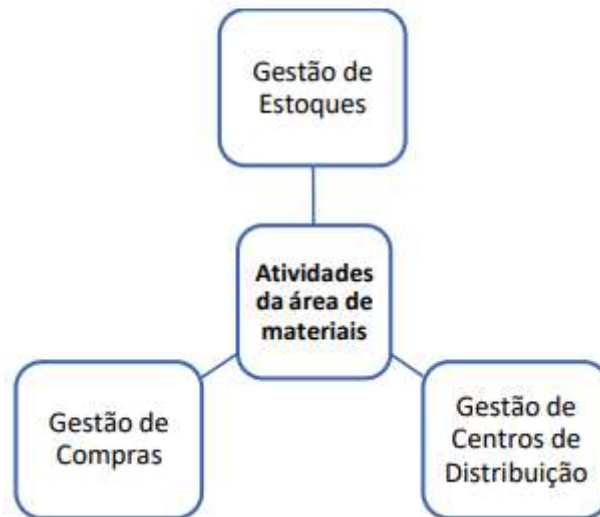 Gestão de
Estoques
Atividades
da área de
materiais
Gestão de
Compras
Gestão de
Centros de
Distribuição